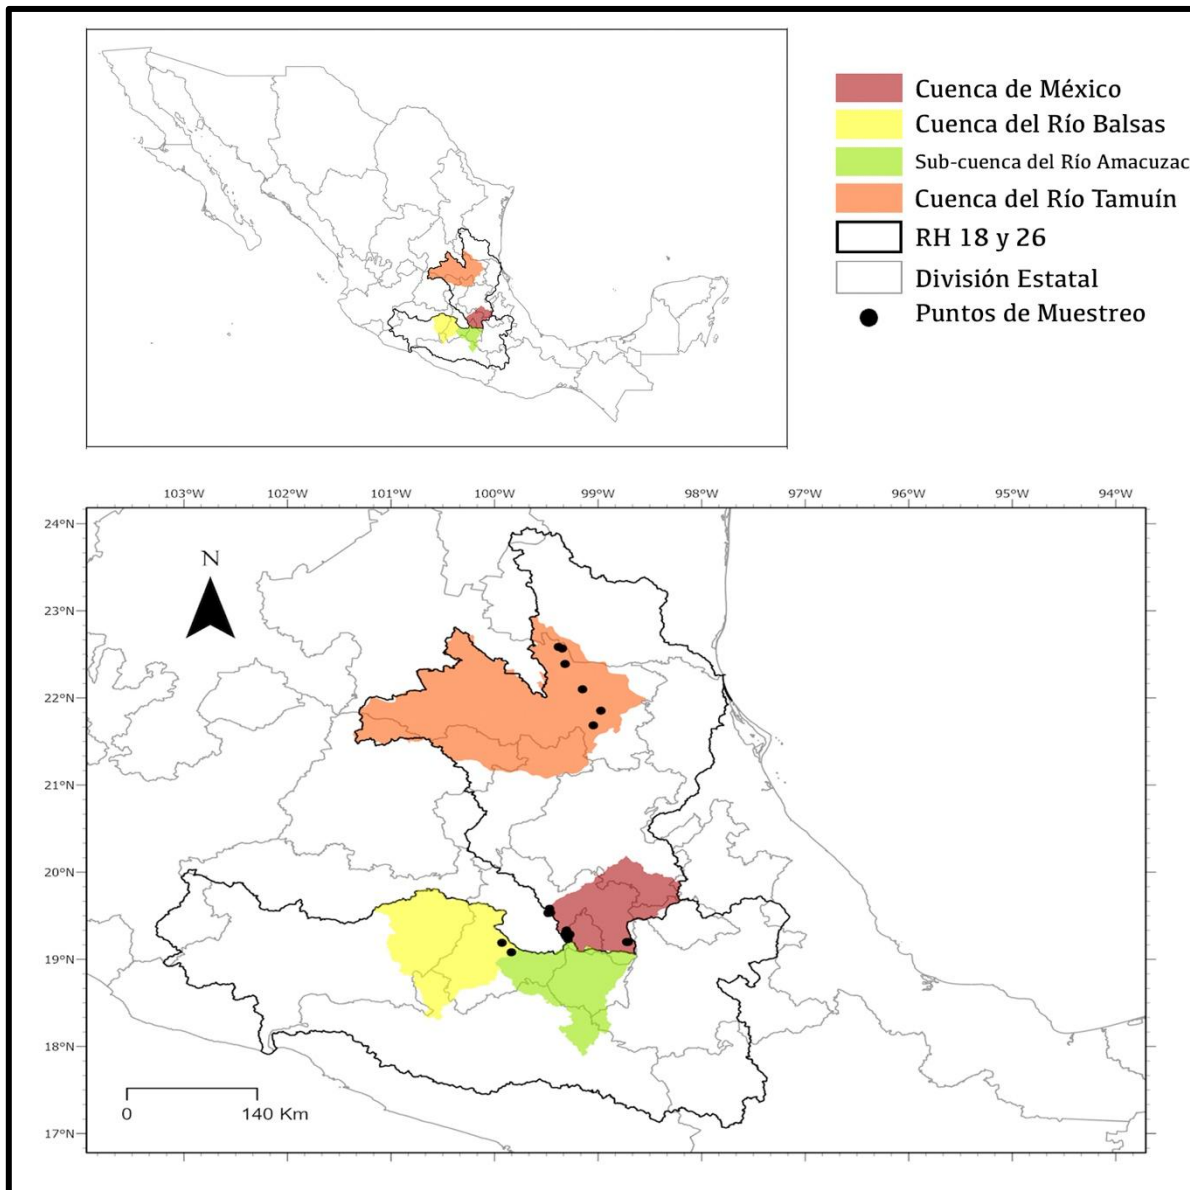 Cuenca de México
Cuenca del Río Balsas
Sub-cuenca del Río Amacuzac
Cuenca del Río Tamuín
RH 18 y 26
División Estatal
Puntos de Muestreo
103°W 102°W 101°W 100°W 99°W 98°W 97°W 96°W 95°W 94°W
24°N
N
23°N
22°N
21°N
20°N
19°N
18°N
0 140 Km
17°N